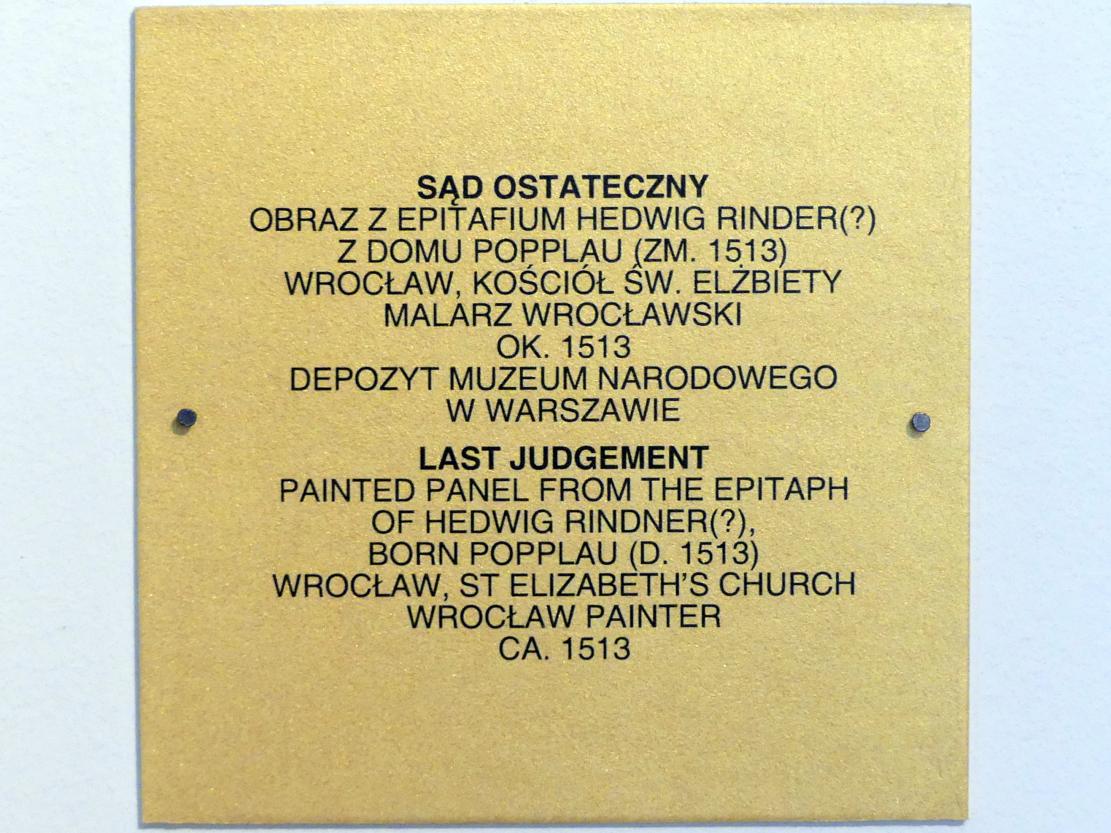 SĄD OSTATECZNY
OBRAZ Z EPITAFIUM HEDWIG RINDER(?)
Z DOMU POPPLAU (ZM. 1513)
WROCŁAW, KOŚCIÓŁ ŚW. ELŻBIETY
MALARZ WROCŁAWSKI
OK. 1513
DEPOZYT MUZEUM NARODOWEGO
W WARSZAWIE
LAST JUDGEMENT
PAINTED PANEL FROM THE EPITAPH
OF HEDWIG RINDNER(?),
BORN POPPLAU (D. 1513)
WROCŁAW, ST ELIZABETH'S CHURCH
WROCŁAW PAINTER
CA. 1513